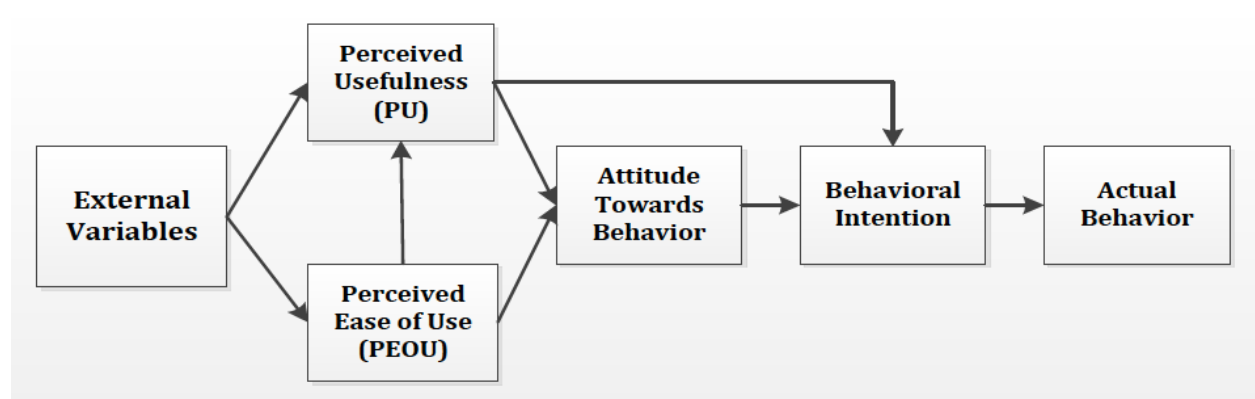 External
Variables
Perceived
Usefulness
(PU)
Perceived
Ease of Use
(PEOU)
Attitude
Towards
Behavior
Behavioral
Intention
Actual
Behavior